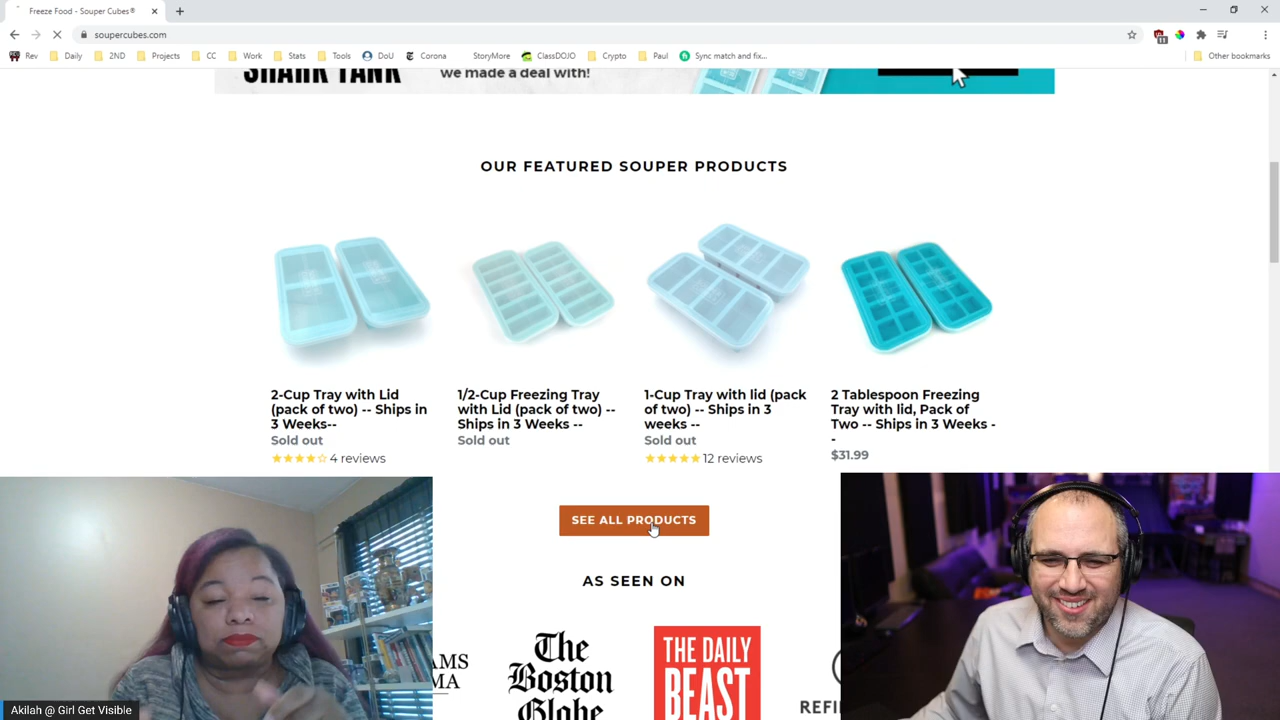 Freeze Food - Souper Cubes®
soupercubes.com
Rev Daily 2ND Projects CC Work Stats Tools DoU Corona StoryMore ClassDOJO Crypto Paul Sync match and fix... Other bookmarks
11
SHARK TANK
we made a deal with!
OUR FEATURED SOUPER PRODUCTS
2-Cup Tray with Lid
(pack of two) -- Ships in
3 Weeks--
Sold out
4 reviews
1/2-Cup Freezing Tray
with Lid (pack of two) --
Ships in 3 Weeks --
Sold out
1-Cup Tray with lid (pack
of two) -- Ships in 3
weeks --
Sold out
12 reviews
2 Tablespoon Freezing
Tray with lid, Pack of
Two -- Ships in 3 Weeks -
-
$31.99
SEE ALL PRODUCTS
AS SEEN ON
The
Boston
Globe
THE DAILY
BEAST
Akilah @ Girl Get Visible